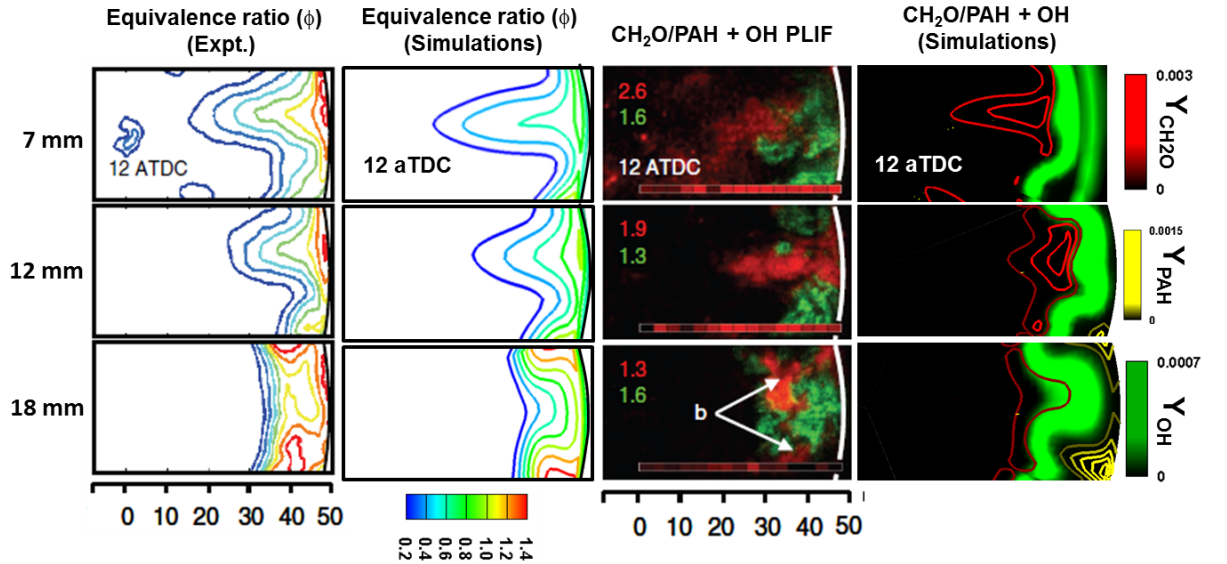 Equivalence ratio (ϕ)
(Expt.)
Equivalence ratio (ϕ)
(Simulations)
CH₂O/PAH + OH PLIF
CH₂O/PAH + OH
(Simulations)
7 mm
12 ATDC
12 aTDC
2.6
1.6
12 ATDC
12 aTDC
0.003
Y CH2O
0
12 mm
1.9
1.3
0.0015
Y PAH
0
18 mm
1.3
1.6
b
0.0007
Y OH
0
0 10 20 30 40 50
0.2 0.4 0.6 0.8 1.0 1.2 1.4
0 10 20 30 40 50